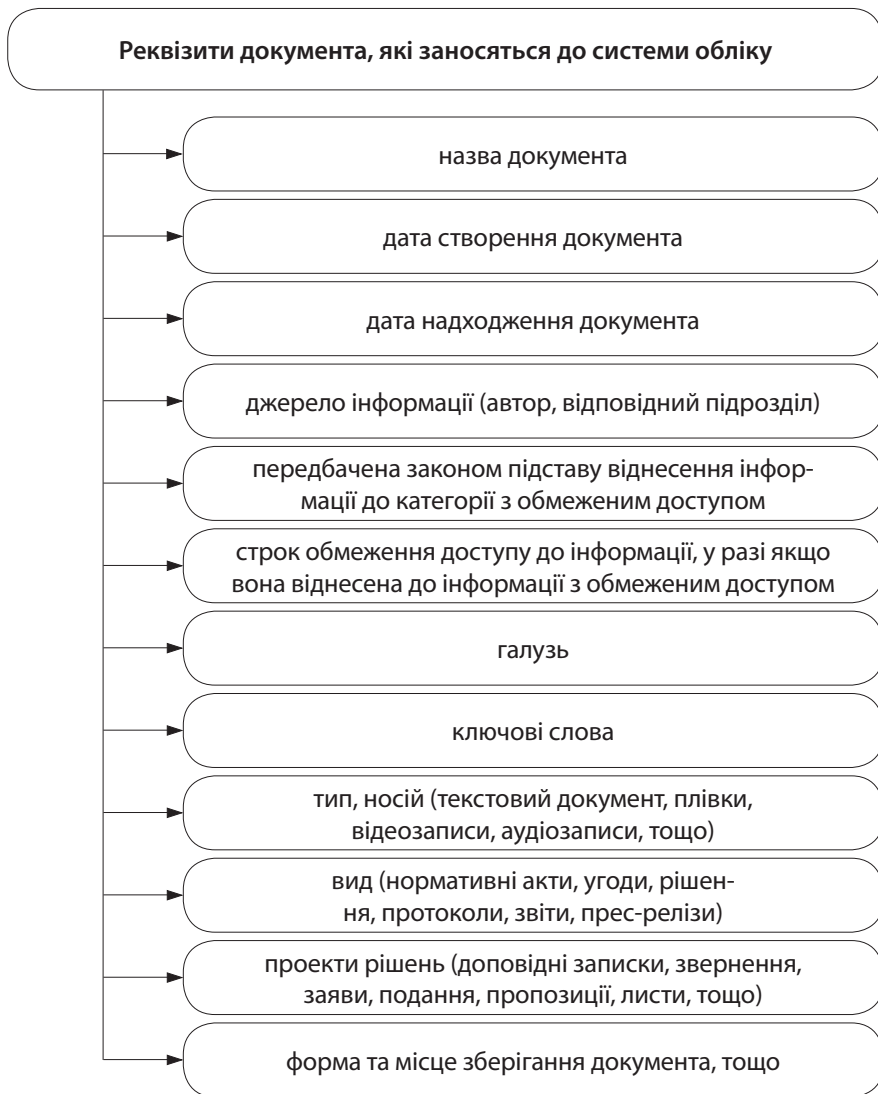 Реквізити документа, які заносяться до системи обліку
назва документа
дата створення документа
дата надходження документа
джерело інформації (автор, відповідний підрозділ)
передбачена законом підставу віднесення інфор-
мації до категорії з обмеженим доступом
строк обмеження доступу до інформації, у разі якщо
вона віднесена до інформації з обмеженим доступом
галузь
ключові слова
тип, носій (текстовий документ, плівки,
відеозаписи, аудіозаписи, тощо)
вид (нормативні акти, угоди, рішен-
ня, протоколи, звіти, прес-релізи)
проекти рішень (доповідні записки, звернення,
заяви, подання, пропозиції, листи, тощо)
форма та місце зберігання документа, тощо